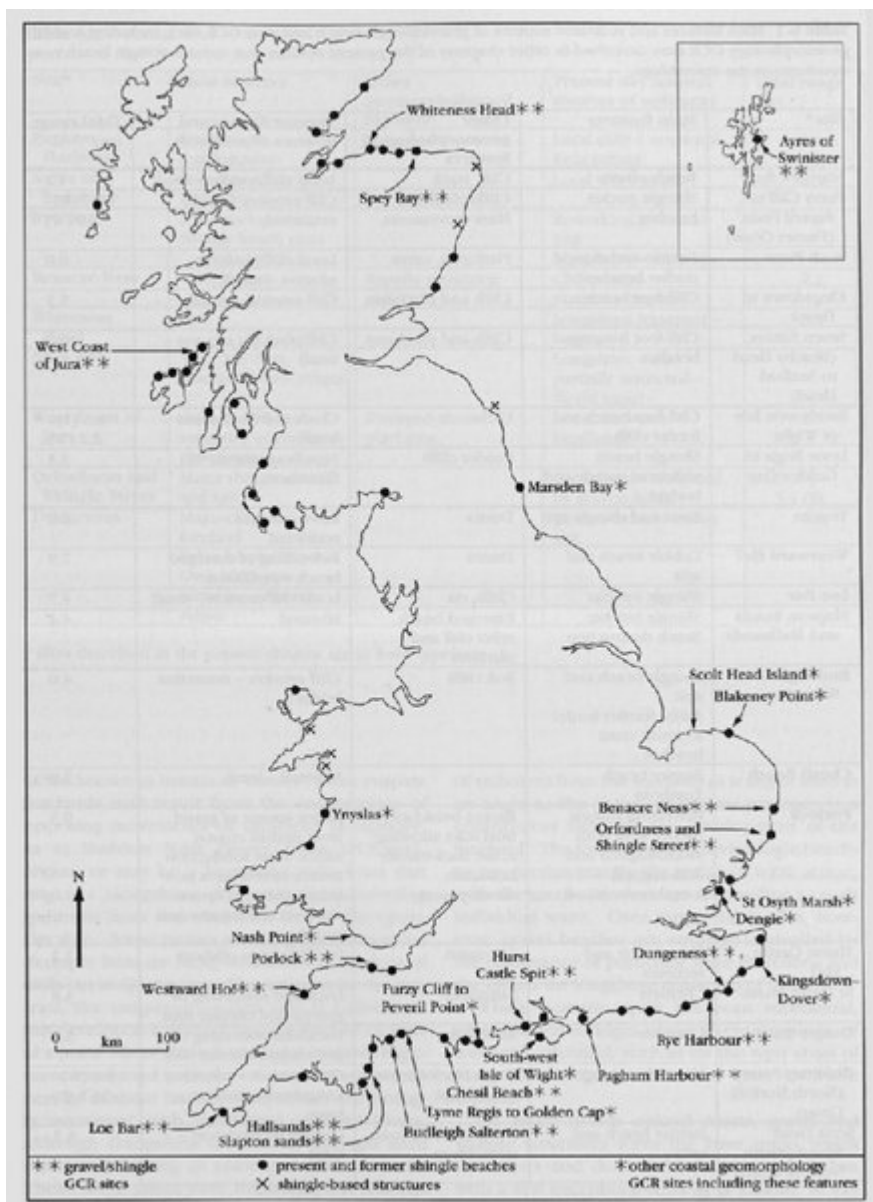 Whiteness Head **
Spey Bay **
Ayres of
Swinister
**
West Coast
of Jura **
Marsden Bay *
Scolt Head Island *
Blakeney Point *
Benacre Ness **
Orfordness and
Shingle Street **
Ynyslas *
St Osyth Marsh *
Dengie *
N
Nash Point *
Porlock **
Westward Ho! **
Hurst
Castle Spit **
Dungeness **
Kingsdown–
Dover *
Furzy Cliff to
Peveril Point *
Rye Harbour **
0
km
100
South-west
Isle of Wight *
Pagham Harbour **
Chesil Beach **
Lyme Regis to Golden Cap *
Budleigh Salterton **
Loe Bar **
Hallsands **
Slapton sands **
** gravel/shingle
GCR sites
● present and former shingle beaches
× shingle-based structures
* other coastal geomorphology
GCR sites including these features